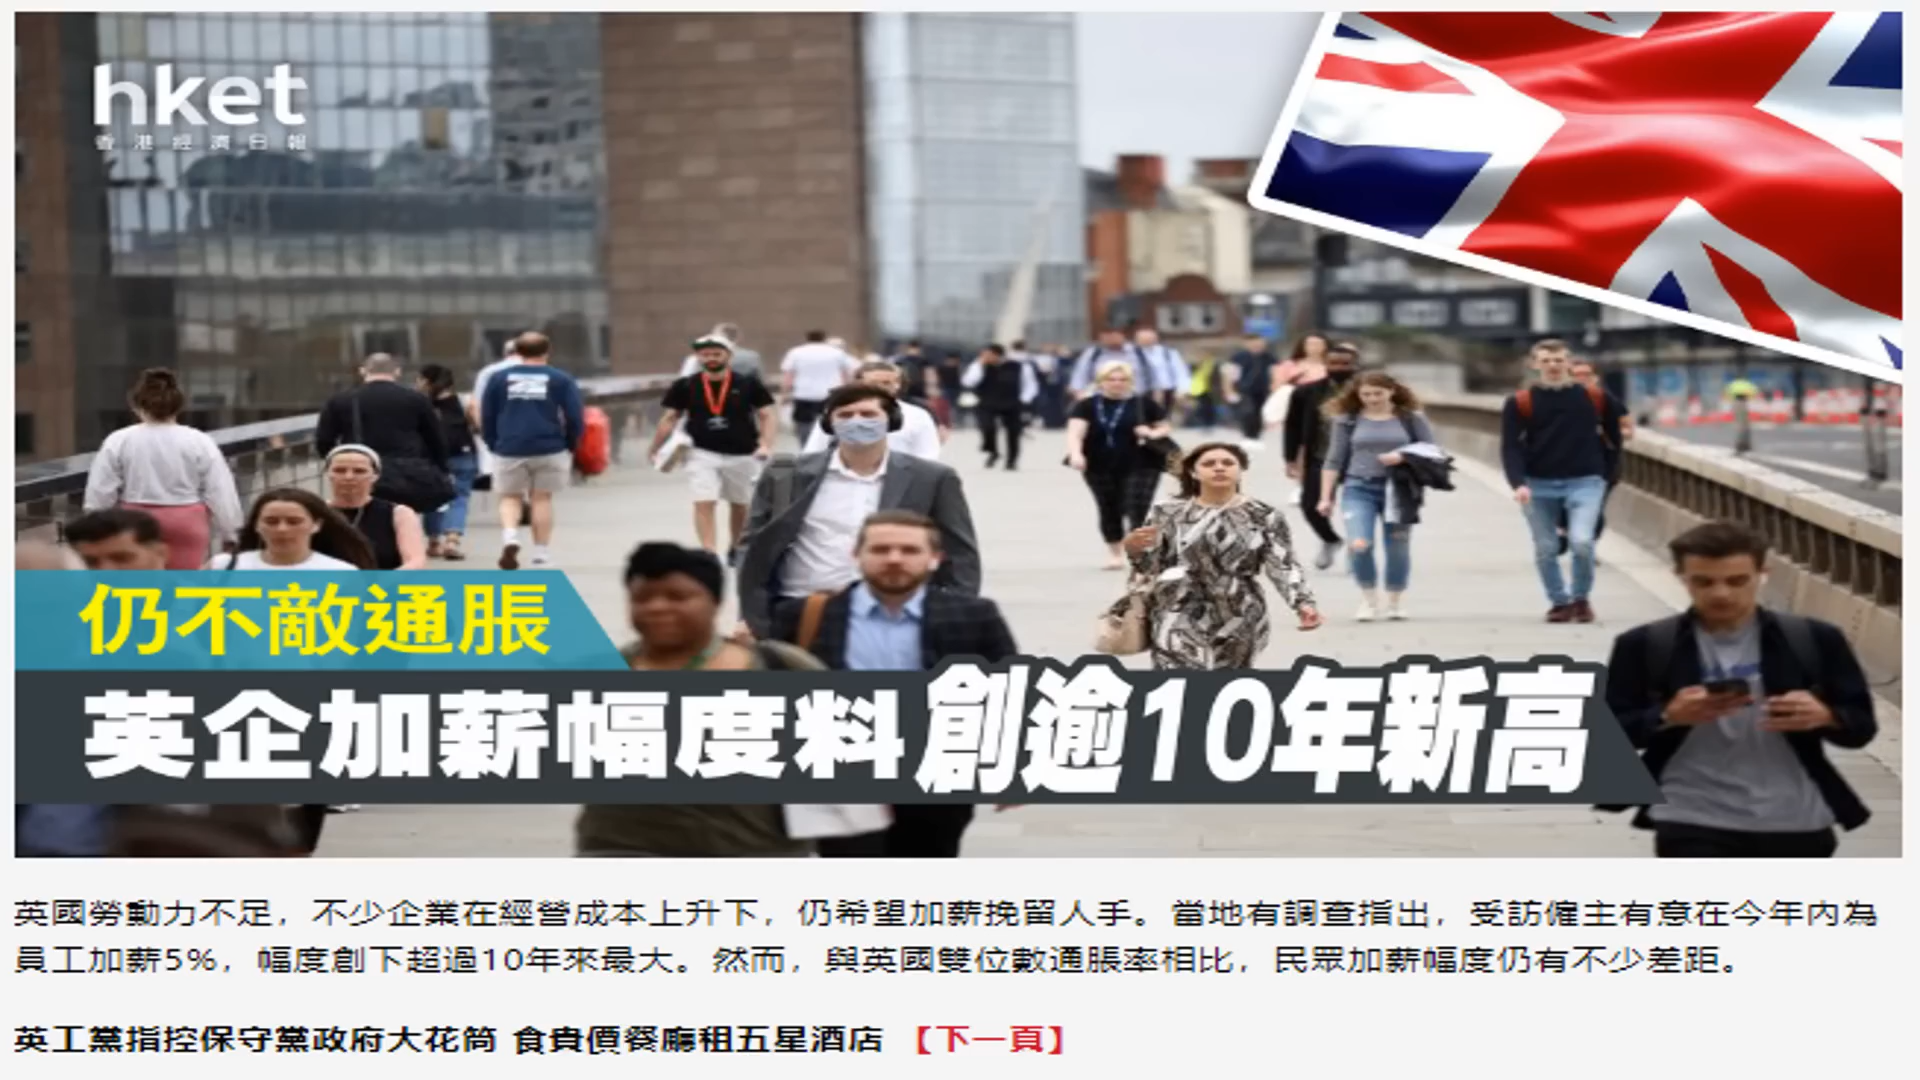 hket
香港經濟日報
仍不敵通脹
英企加薪幅度料創逾10年新高
英國勞動力不足，不少企業在經營成本上升下，仍希望加薪挽留人手。當地有調查指出，受訪僱主有意在今年內為
員工加薪5%，幅度創下超過10年來最大。然而，與英國雙位數通脹率相比，民眾加薪幅度仍有不少差距。
英工黨指控保守黨政府大花筒 食貴價餐廳租五星酒店 【下一頁】